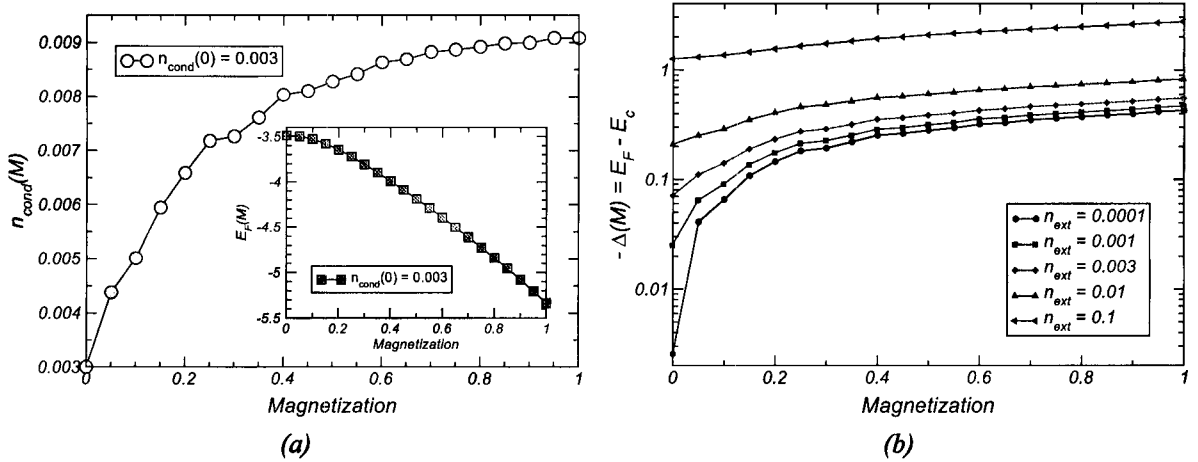 n_cond(M)
0.009
0.008
0.007
0.006
0.005
0.004
0.003
n_cond(0) = 0.003
E_F(M)
-3.5
-4
-4.5
-5
-5.5
n_cond(0) = 0.003
0 0.2 0.4 0.6 0.8 1
Magnetization
0 0.2 0.4 0.6 0.8 1
Magnetization
(a)
- Δ(M) = E_F - E_c
1
0.1
0.01
n_ext = 0.0001
n_ext = 0.001
n_ext = 0.003
n_ext = 0.01
n_ext = 0.1
0 0.2 0.4 0.6 0.8 1
Magnetization
(b)